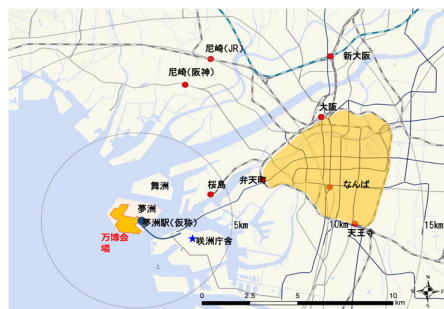 尼崎(JR)
新大阪
尼崎(阪神)
大阪
舞洲
桜島
弁天町
なんば
夢洲
夢洲駅(仮称)
5km
10km
15km
万博会
場
咲洲庁舎
天王寺
0
2.5
5
10
km
N
W
E
S